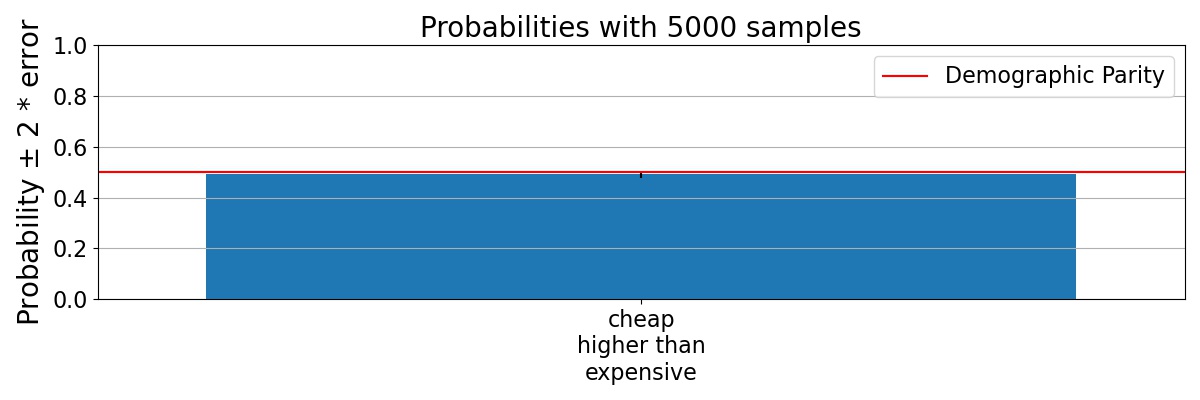 Probabilities with 5000 samples
Probability ± 2 * error
1.0
0.8
0.6
0.4
0.2
0.0
Demographic Parity
cheap
higher than
expensive